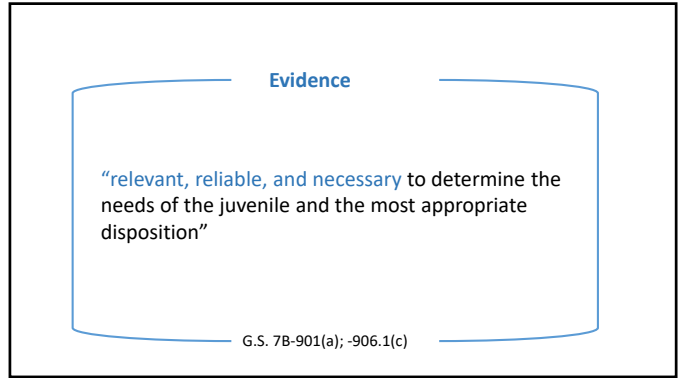 Evidence
“relevant, reliable, and necessary to determine the
needs of the juvenile and the most appropriate
disposition”
G.S. 7B-901(a); -906.1(c)